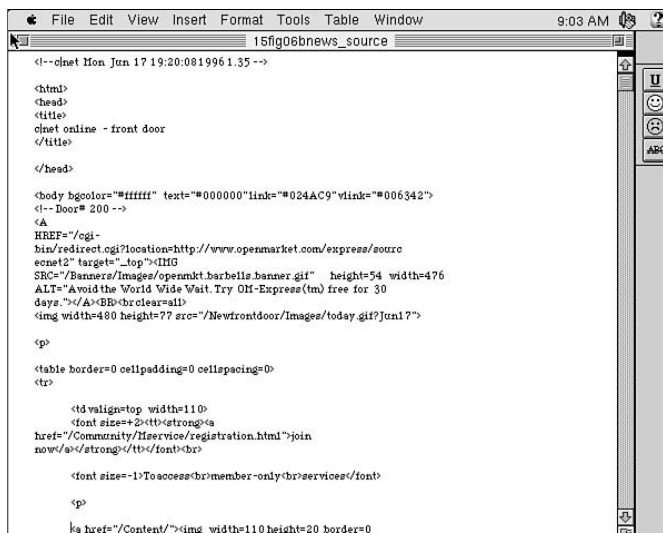 File Edit View Insert Format Tools Table Window 9:03 AM
15fig06bnews_source
<!--c|net Mon Jun 17 19:20:0819961.35 -->
<html>
<head>
<title>
c|net online - front door
</title>
</head>
<body bgcolor="#ffffff" text="#000000"link="#024AC9"vlink="#006342">
<!-- Door# 200 -->
<A
HREF="/cgi-
bin/redirect.cgi?location=http://www.openmarket.com/express/sourc
ecnet2" target="_top"><IMG
SRC="/Banners/Images/openmkt.barbells.banner.gif" height=54 width=476
ALT="Avoid the World Wide Wait. Try OM-Express(tm) free for 30
days."></A><BR><br clear=all>
<img width=480 height=77 src="/Newfrontdoor/Images/today.gif?Jun17">
<p>
<table border=0 cellpadding=0 cellspacing=0>
<tr>
<td valign=top width=110>
<font size=+2><tt><strong><a
href="/Community/Mservice/registration.html">join
now</a></strong></tt></font><br>
<font size=-1>To access<br>member-only<br>services</font>
<p>
<a href="/Content/"><img width=110 height=20 border=0
U
ABC